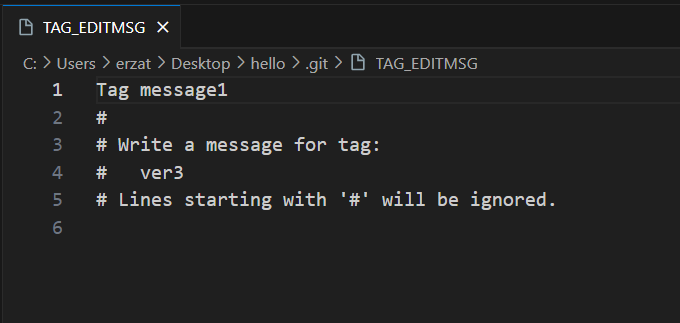 TAG_EDITMSG ×
C: > Users > erzat > Desktop > hello > .git > TAG_EDITMSG
1 Tag message1
2 #
3 # Write a message for tag:
4 #   ver3
5 # Lines starting with '#' will be ignored.
6